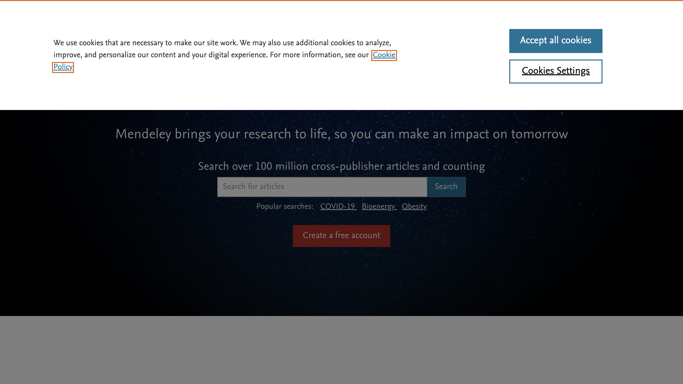 We use cookies that are necessary to make our site work. We may also use additional cookies to analyze,
improve, and personalize our content and your digital experience. For more information, see our Cookie
Policy
Accept all cookies
Cookies Settings
Mendeley brings your research to life, so you can make an impact on tomorrow
Search over 100 million cross-publisher articles and counting
Search for articles
Search
Popular searches: COVID-19 Bioenergy Obesity
Create a free account